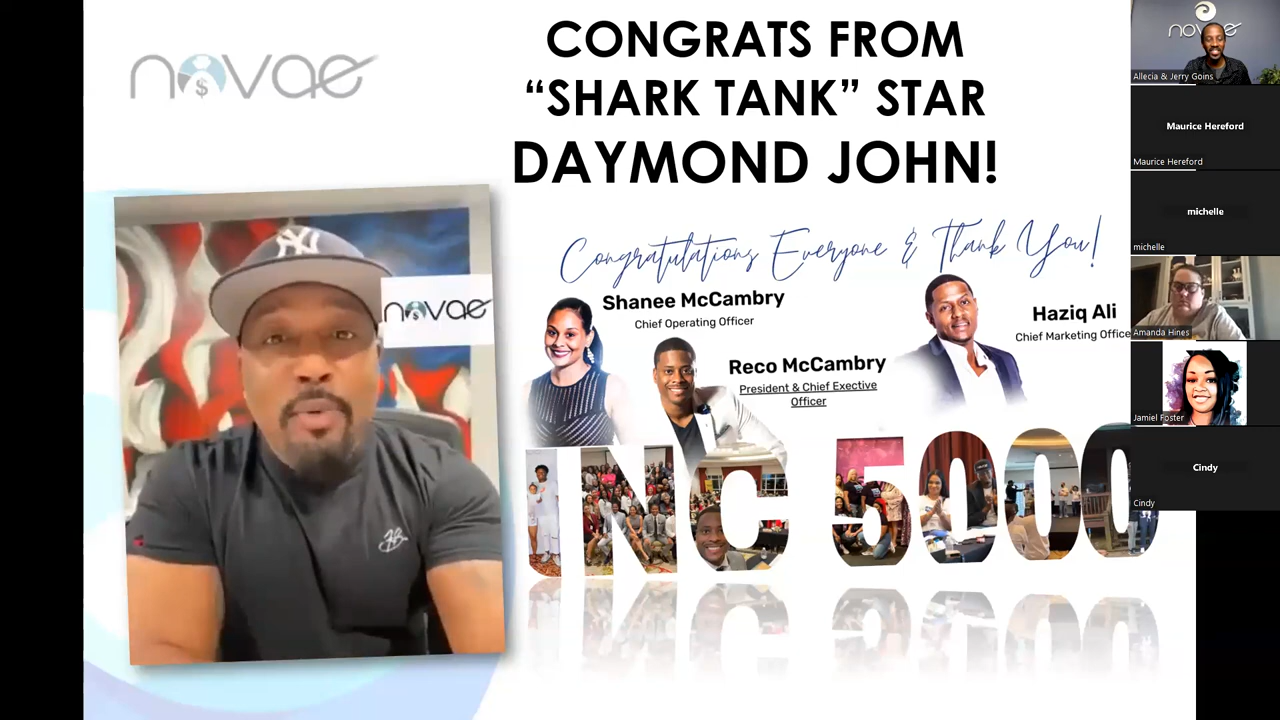 novae
$
CONGRATS FROM
“SHARK TANK” STAR
DAYMOND JOHN!
NY
novae
Congratulations Everyone & Thank You!
Shanee McCambry
Chief Operating Officer
Reco McCambry
President & Chief Exective
Officer
Haziq Ali
Chief Marketing Office
INC 5000
novae
Allecia & Jerry Goins
Maurice Hereford
Maurice Hereford
michelle
michelle
Amanda Hines
Jamiel Foster
Cindy
Cindy